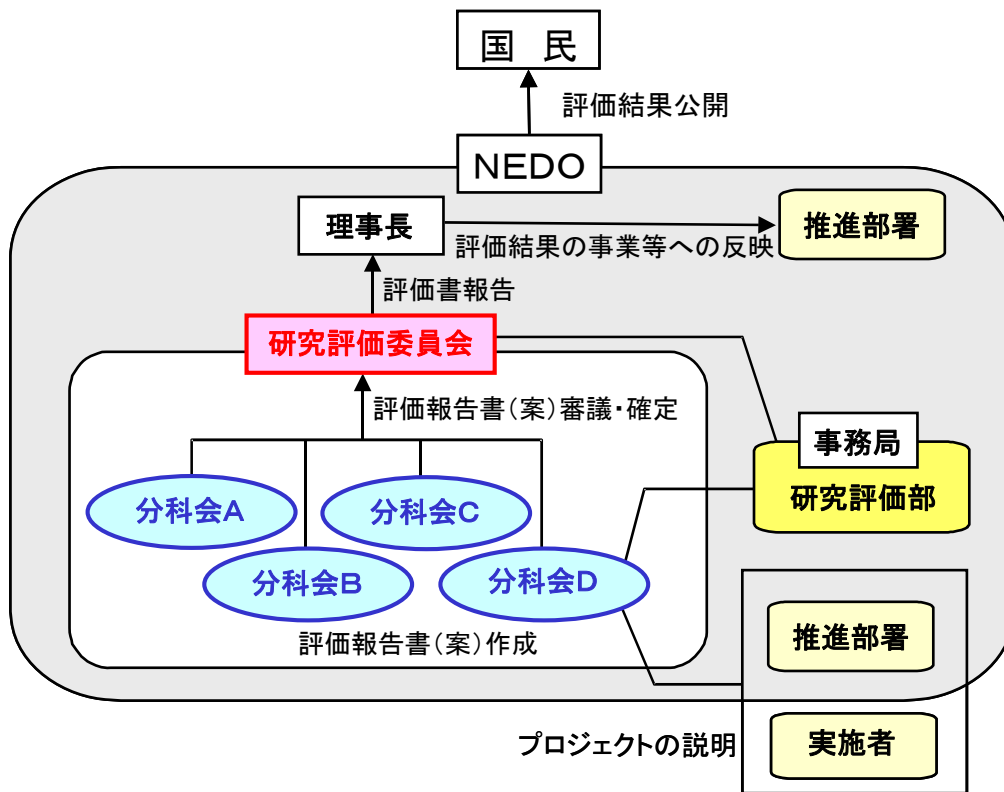 国 民
評価結果公開
NEDO
理事長
推進部署
評価結果の事業等への反映
評価書報告
研究評価委員会
評価報告書(案)審議・確定
事務局
研究評価部
分科会A
分科会C
分科会B
分科会D
評価報告書(案)作成
推進部署
プロジェクトの説明
実施者